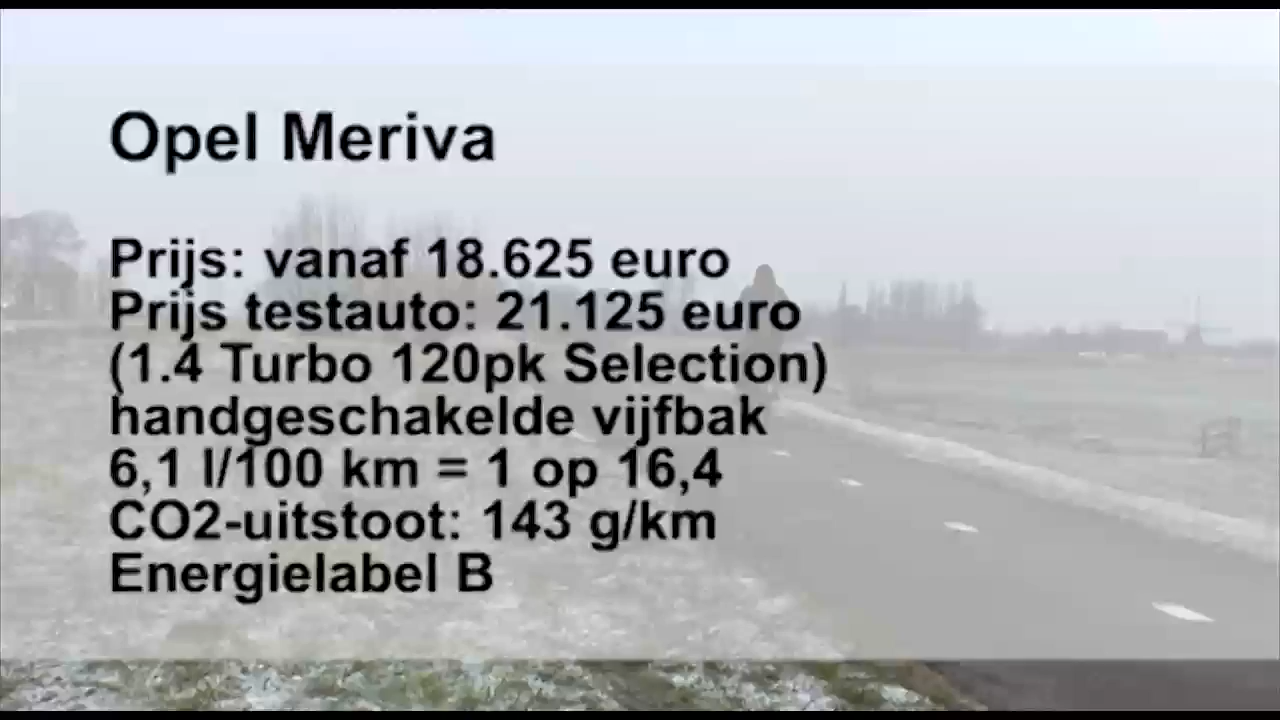 Opel Meriva
Prijs: vanaf 18.625 euro
Prijs testauto: 21.125 euro
(1.4 Turbo 120pk Selection)
handgeschakelde vijfbak
6,1 l/100 km = 1 op 16,4
CO2-uitstoot: 143 g/km
Energielabel B